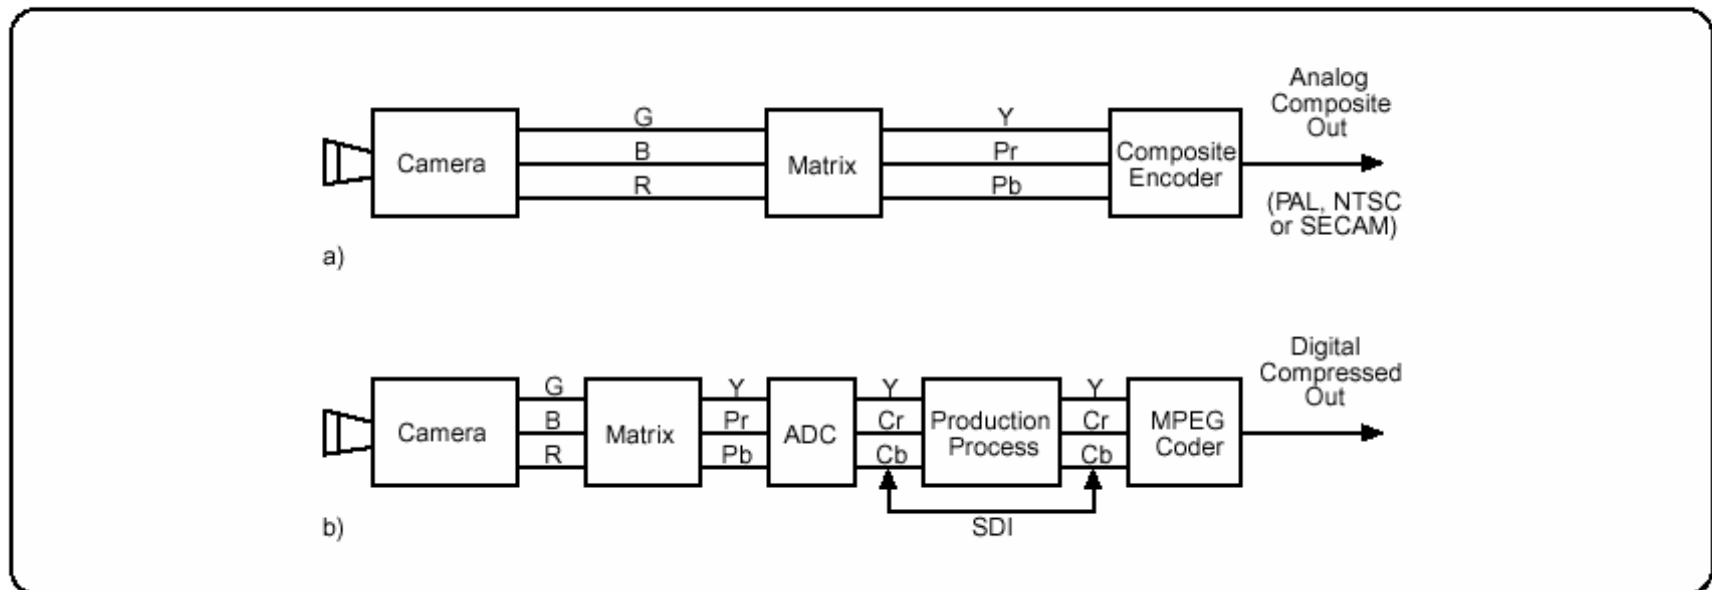 Analog
Composite
Out
G
Y
Camera
B
Matrix
Pr
Composite
Encoder
R
Pb
(PAL, NTSC
or SECAM)
a)
Digital
Compressed
Out
G
Y
Y
Y
Camera
B
Matrix
Pr
ADC
Cr
Production
Process
Cr
MPEG
Coder
R
Pb
Cb
Cb
SDI
b)